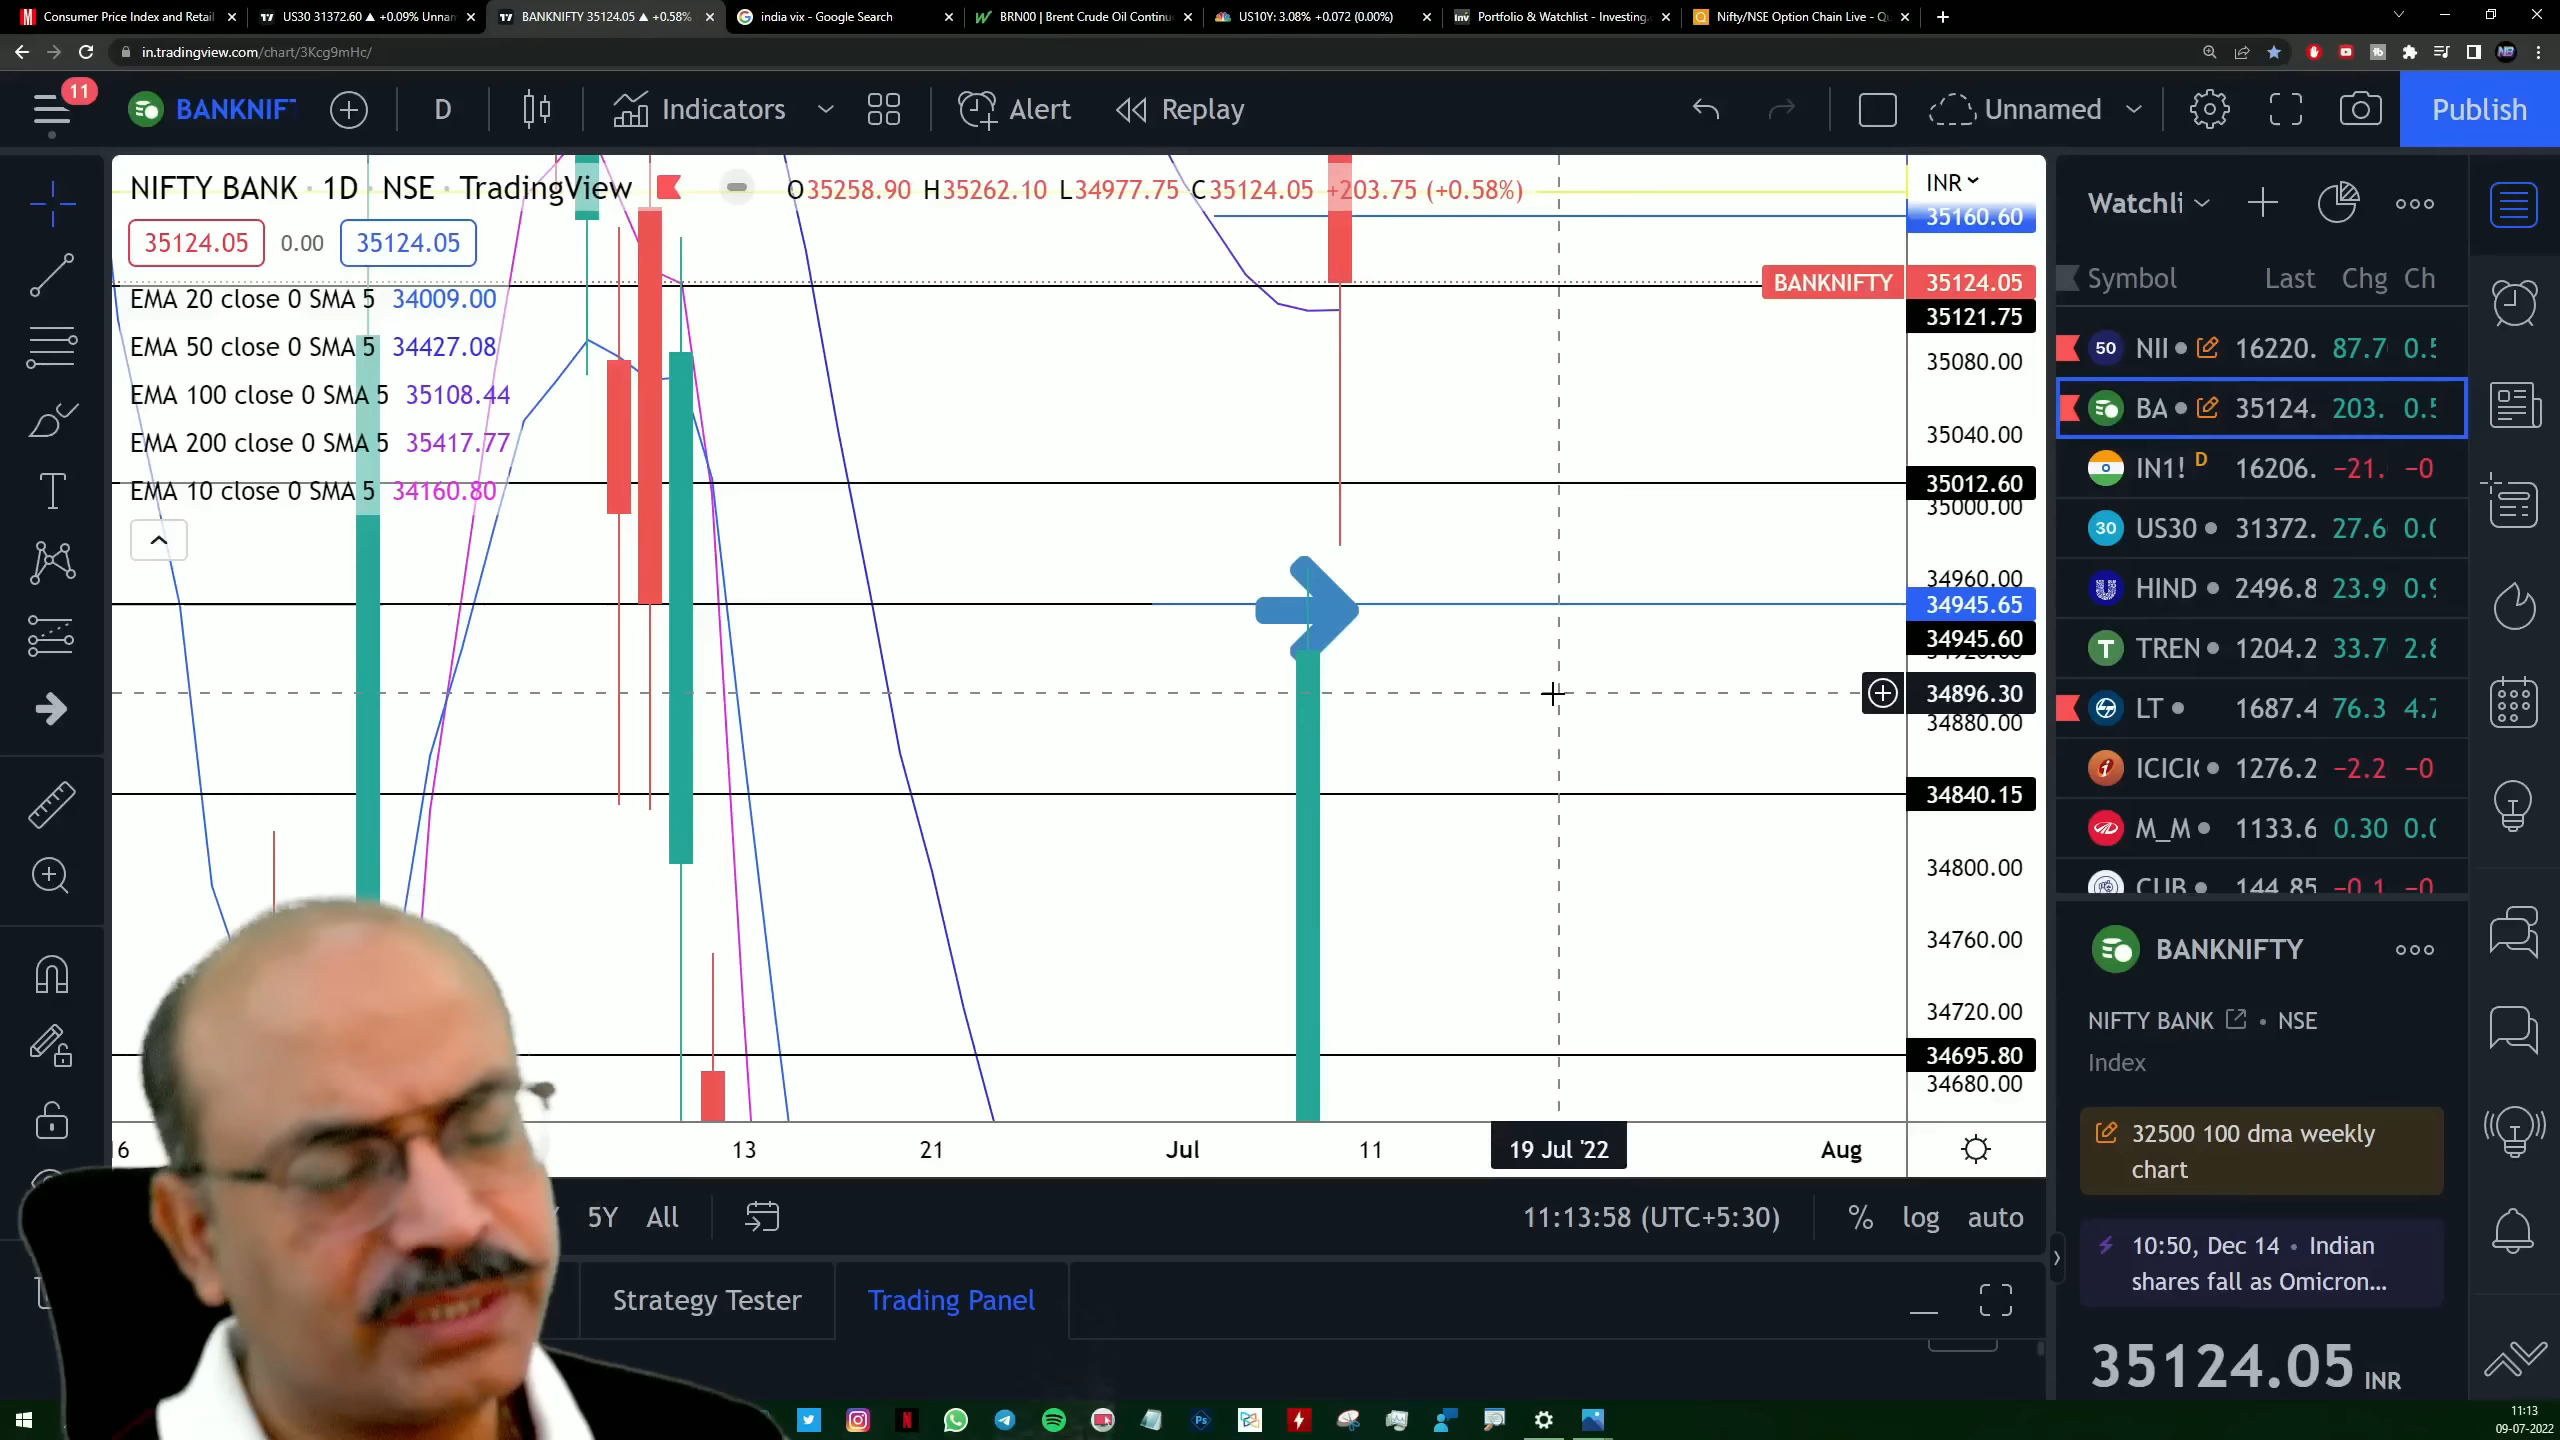 Consumer Price Index and Retail
US30 31372.60 ▲ +0.09% Unnam
BANKNIFTY 35124.05 ▲ +0.58%
india vix - Google Search
BRN00 | Brent Crude Oil Continu
US10Y: 3.08% +0.072 (0.00%)
Portfolio & Watchlist - Investing.
Nifty/NSE Option Chain Live - Q
in.tradingview.com/chart/3Kcg9mHc/
11
BANKNIF
D
Indicators
Alert
Replay
Unnamed
Publish
NIFTY BANK · 1D · NSE · TradingView
O35258.90 H35262.10 L34977.75 C35124.05 +203.75 (+0.58%)
35124.05 0.00 35124.05
EMA 20 close 0 SMA 5 34009.00
EMA 50 close 0 SMA 5 34427.08
EMA 100 close 0 SMA 5 35108.44
EMA 200 close 0 SMA 5 35417.77
EMA 10 close 0 SMA 5 34160.80
INR
35160.60
BANKNIFTY 35124.05
35121.75
35080.00
35040.00
35012.60
35000.00
34960.00
34945.65
34945.60
34896.30
34880.00
34840.15
34800.00
34760.00
34720.00
34695.80
34680.00
16 13 21 Jul 11 19 Jul '22 Aug
5Y All
11:13:58 (UTC+5:30)
% log auto
Strategy Tester
Trading Panel
Watchli
Symbol Last Chg Ch
50 NII 16220. 87.7 0.5
BA 35124. 203. 0.5
IN1! D 16206. −21. −0
30 US30 31372. 27.6 0.0
HIND 2496.8 23.9 0.9
T TREN 1204.2 33.7 2.8
LT 1687.4 76.3 4.7
ICICI 1276.2 −2.2 −0
M_M 1133.6 0.30 0.0
CUB 144.85 −0.1 −0
BANKNIFTY
NIFTY BANK • NSE
Index
32500 100 dma weekly
chart
10:50, Dec 14 • Indian
shares fall as Omicron...
35124.05 INR
11:13
09-07-2022